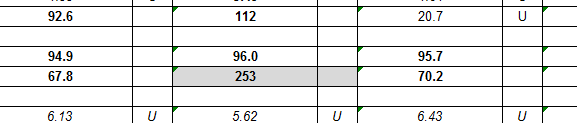 92.6 112 20.7 U
94.9 96.0 95.7
67.8 253 70.2
6.13 U 5.62 U 6.43 U